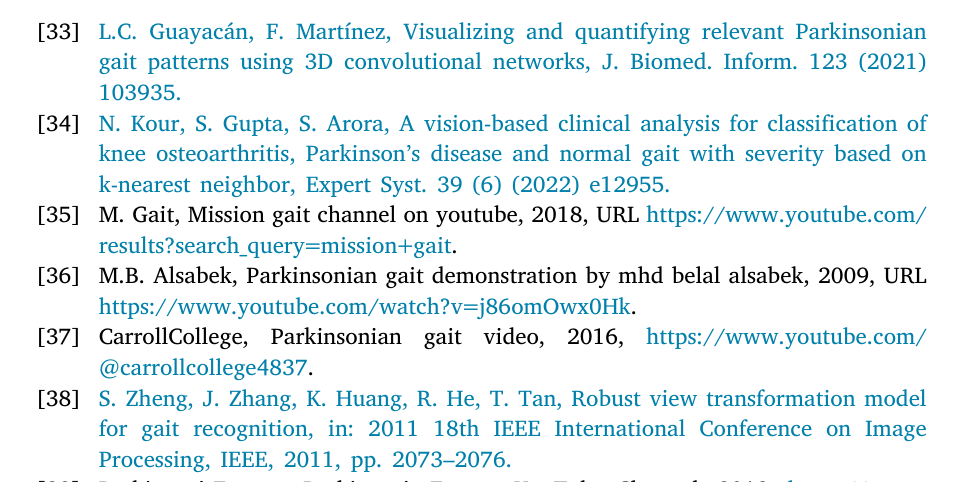 [33] L.C. Guayacán, F. Martínez, Visualizing and quantifying relevant Parkinsonian
gait patterns using 3D convolutional networks, J. Biomed. Inform. 123 (2021)
103935.
[34] N. Kour, S. Gupta, S. Arora, A vision-based clinical analysis for classification of
knee osteoarthritis, Parkinson's disease and normal gait with severity based on
k-nearest neighbor, Expert Syst. 39 (6) (2022) e12955.
[35] M. Gait, Mission gait channel on youtube, 2018, URL https://www.youtube.com/
results?search_query=mission+gait.
[36] M.B. Alsabek, Parkinsonian gait demonstration by mhd belal alsabek, 2009, URL
https://www.youtube.com/watch?v=j86omOwx0Hk.
[37] CarrollCollege, Parkinsonian gait video, 2016, https://www.youtube.com/
@carrollcollege4837.
[38] S. Zheng, J. Zhang, K. Huang, R. He, T. Tan, Robust view transformation model
for gait recognition, in: 2011 18th IEEE International Conference on Image
Processing, IEEE, 2011, pp. 2073–2076.